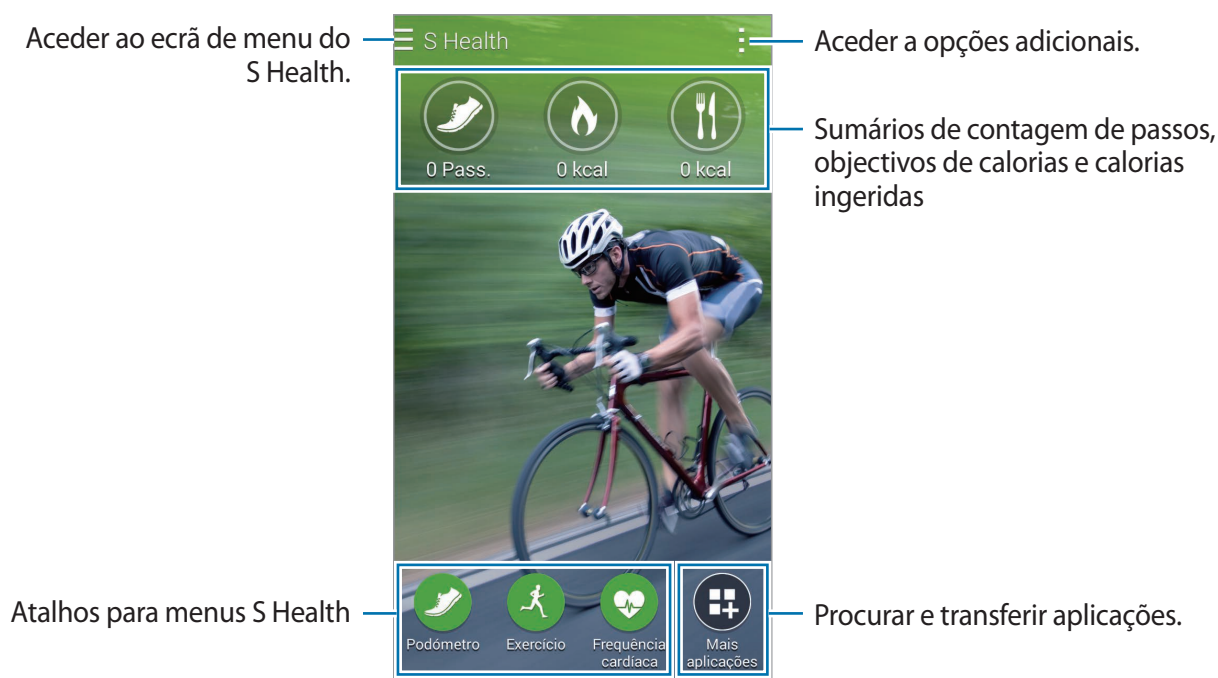 Aceder ao ecrã de menu do
S Health.
S Health
Aceder a opções adicionais.
0 Pass.
0 kcal
0 kcal
Sumários de contagem de passos,
objectivos de calorias e calorias
ingeridas
Atalhos para menus S Health
Podómetro
Exercício
Frequência
cardíaca
Mais
aplicações
Procurar e transferir aplicações.